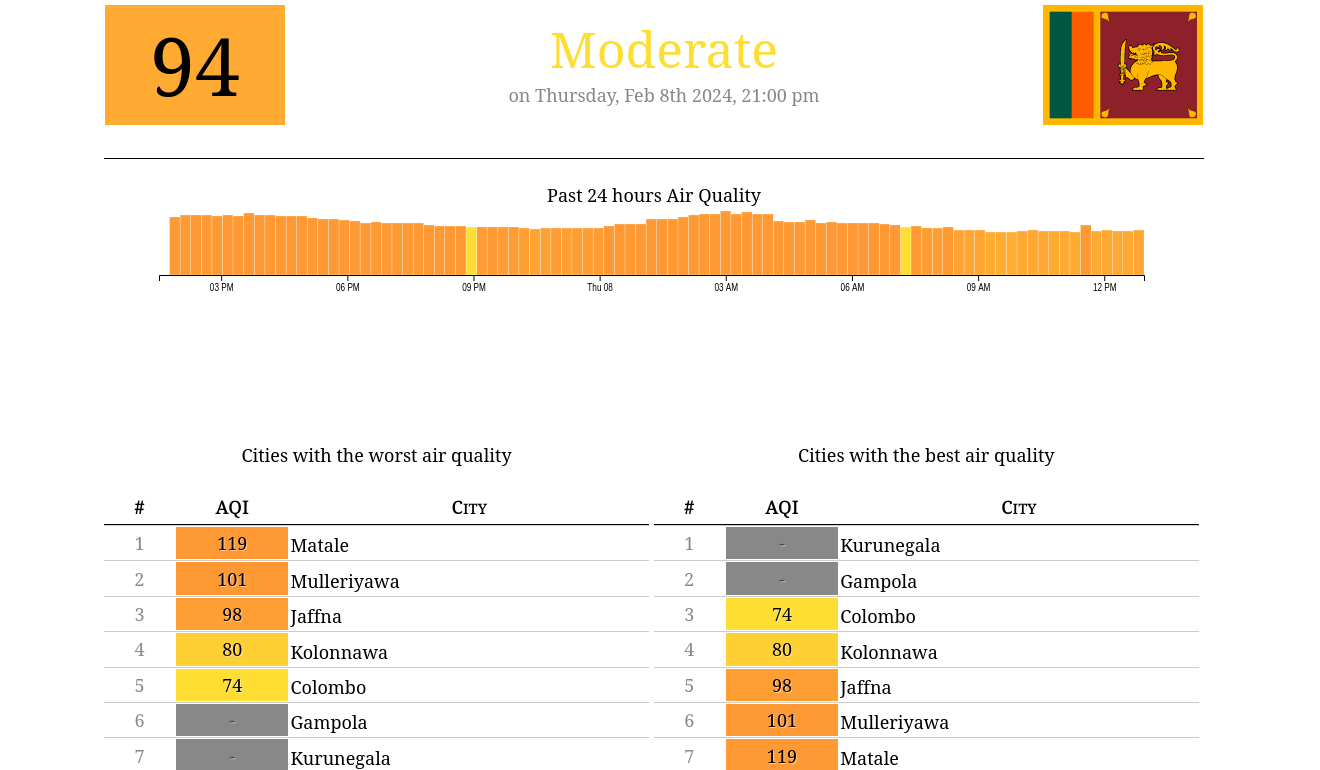 94
Moderate
on Thursday, Feb 8th 2024, 21:00 pm
Past 24 hours Air Quality
03 PM 06 PM 09 PM Thu 08 03 AM 06 AM 09 AM 12 PM
Cities with the worst air quality
# AQI City
1 119 Matale
2 101 Mulleriyawa
3 98 Jaffna
4 80 Kolonnawa
5 74 Colombo
6 - Gampola
7 - Kurunegala
Cities with the best air quality
# AQI City
1 - Kurunegala
2 - Gampola
3 74 Colombo
4 80 Kolonnawa
5 98 Jaffna
6 101 Mulleriyawa
7 119 Matale